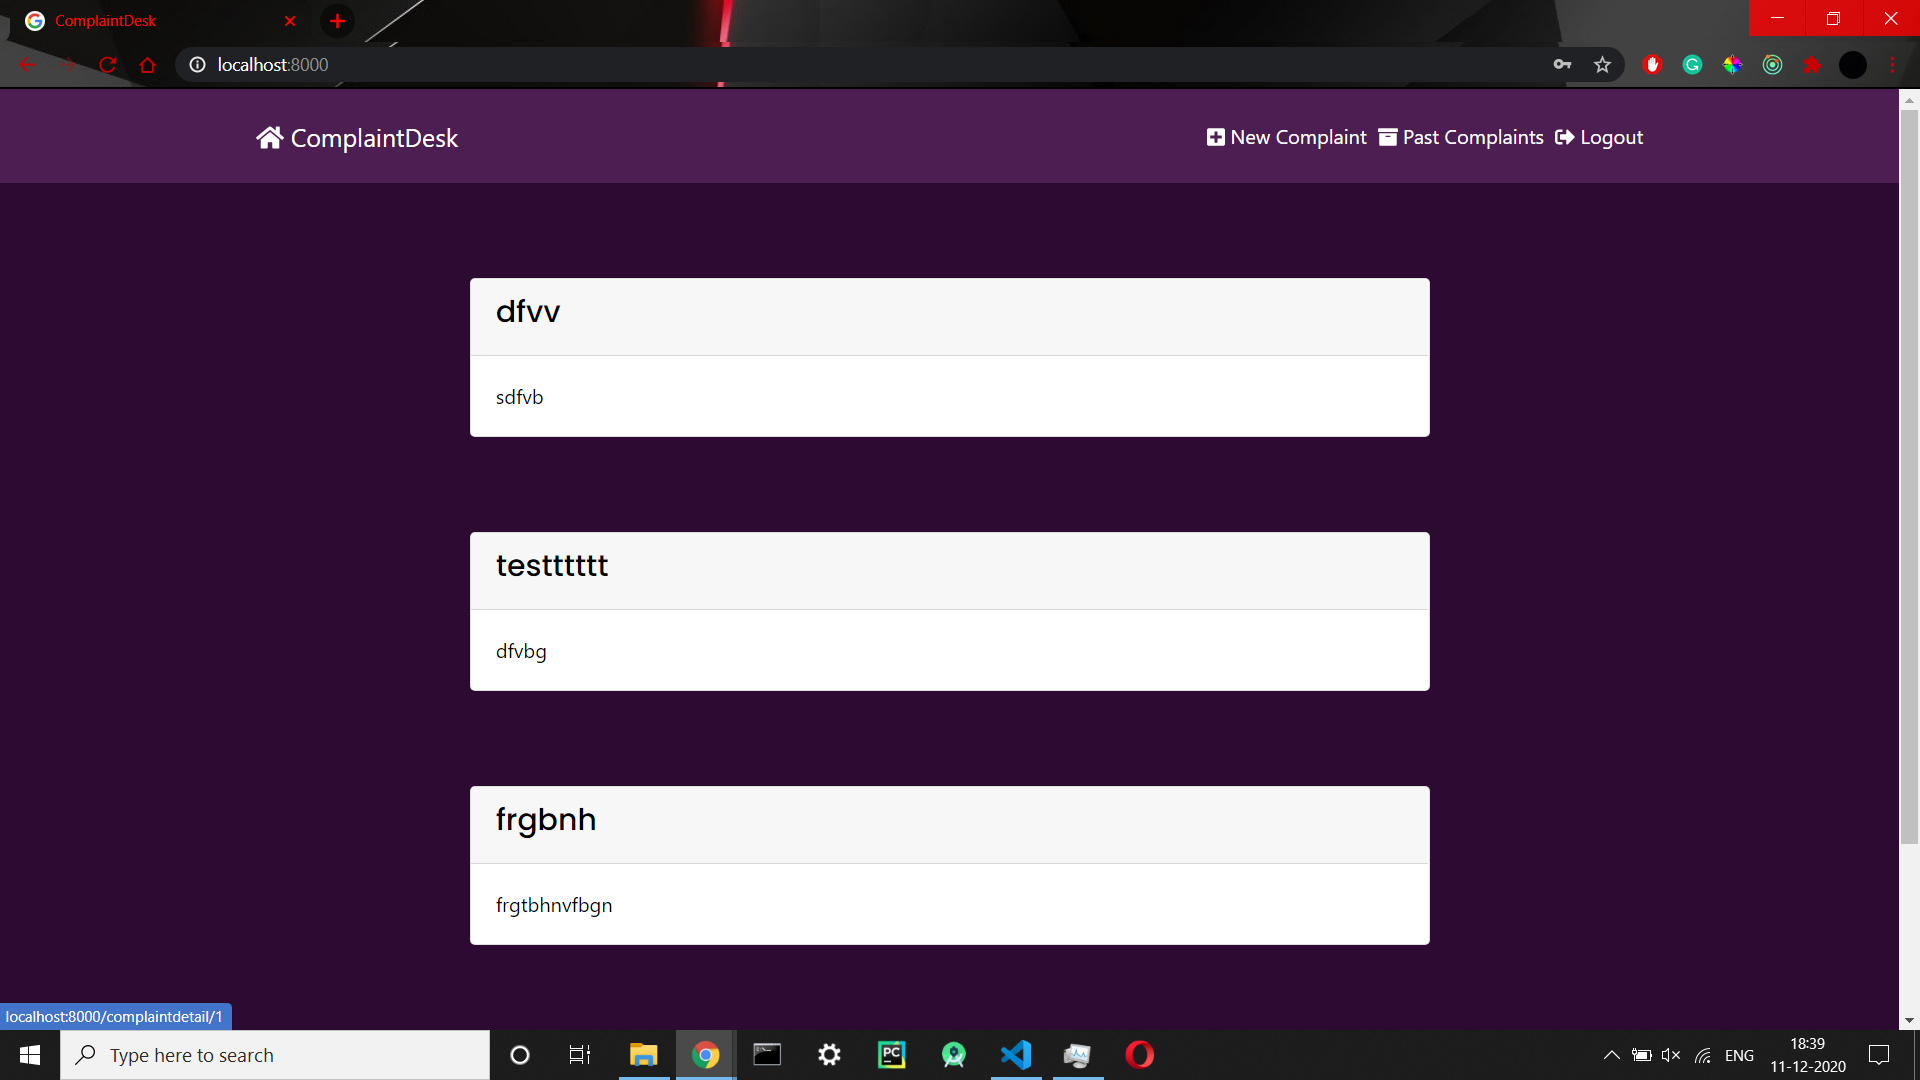 ComplaintDesk
localhost:8000
ComplaintDesk
New Complaint Past Complaints Logout
dfvv
sdfvb
testttttt
dfvbg
frgbnh
frgtbhnvfbgn
localhost:8000/complaintdetail/1
Type here to search
PC
ENG
18:39
11-12-2020